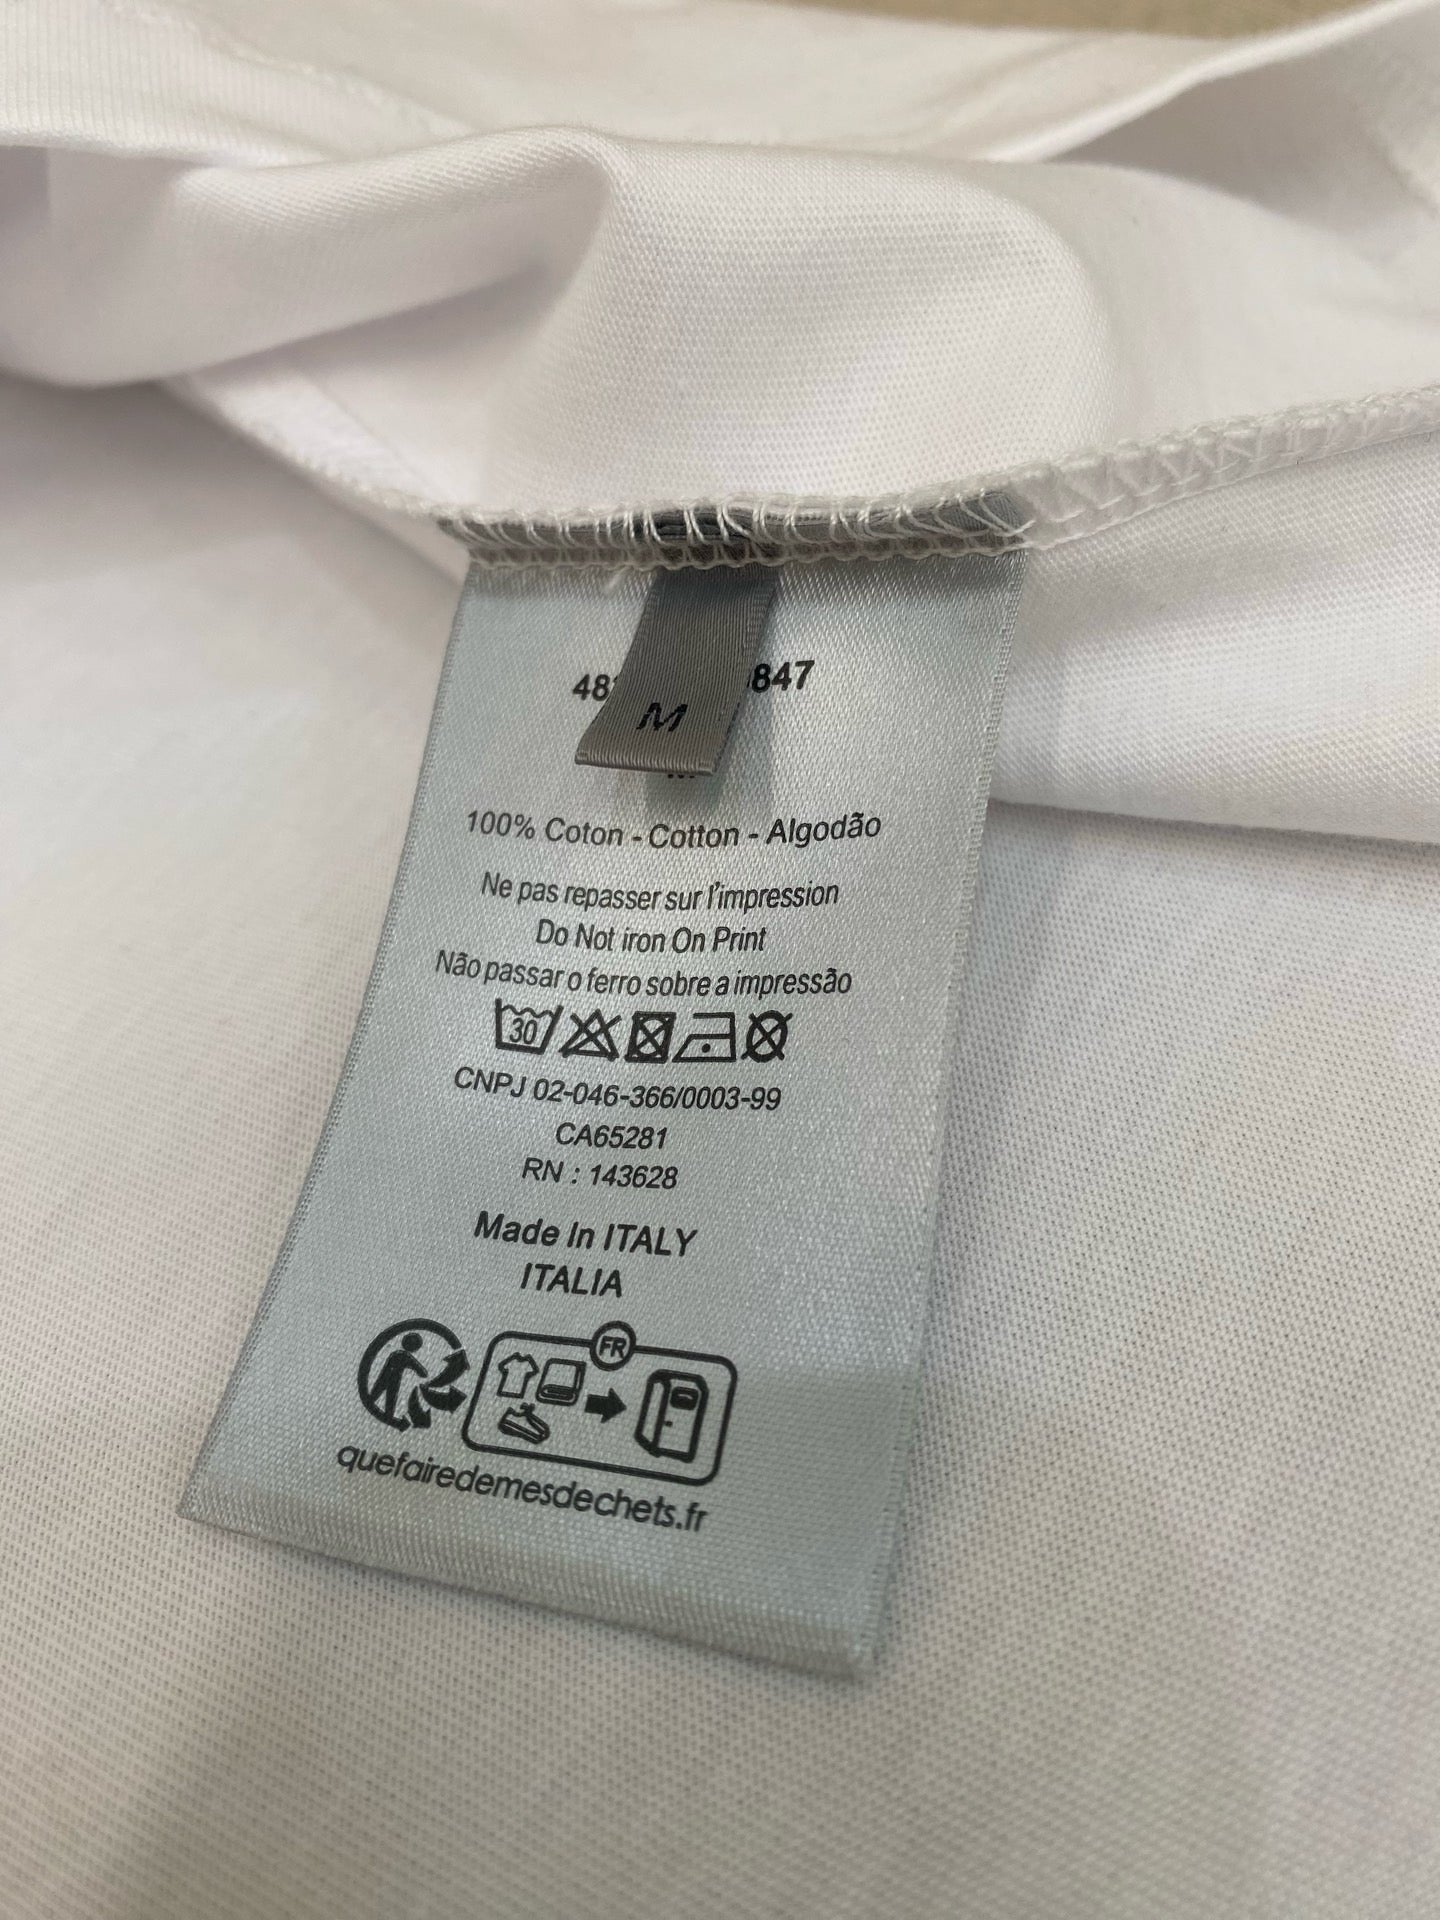 M
847
100% Coton - Cotton - Algodão
Ne pas repasser sur l'impression
Do Not iron On Print
Não passar o ferro sobre a impressão
30
CNPJ 02-046-366/0003-99
CA65281
RN : 143628
Made In ITALY
ITALIA
FR
quefairedemesdechets.fr